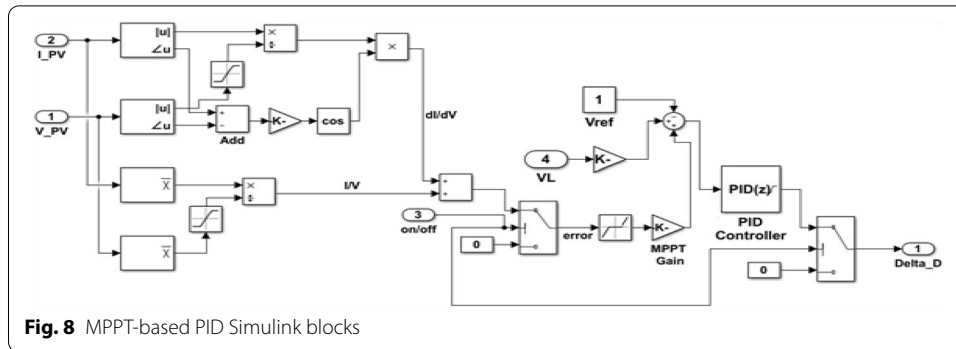 2
I_PV
|u|
∠u
×
÷
×
1
V_PV
|u|
∠u
+
−
Add
K-
cos
dI/dV
x̅
×
÷
I/V
x̅
+
+
3
on/off
0
error
K-
MPPT
Gain
1
Vref
4
VL
K-
PID(z)
PID
Controller
0
1
Delta_D
Fig. 8 MPPT-based PID Simulink blocks